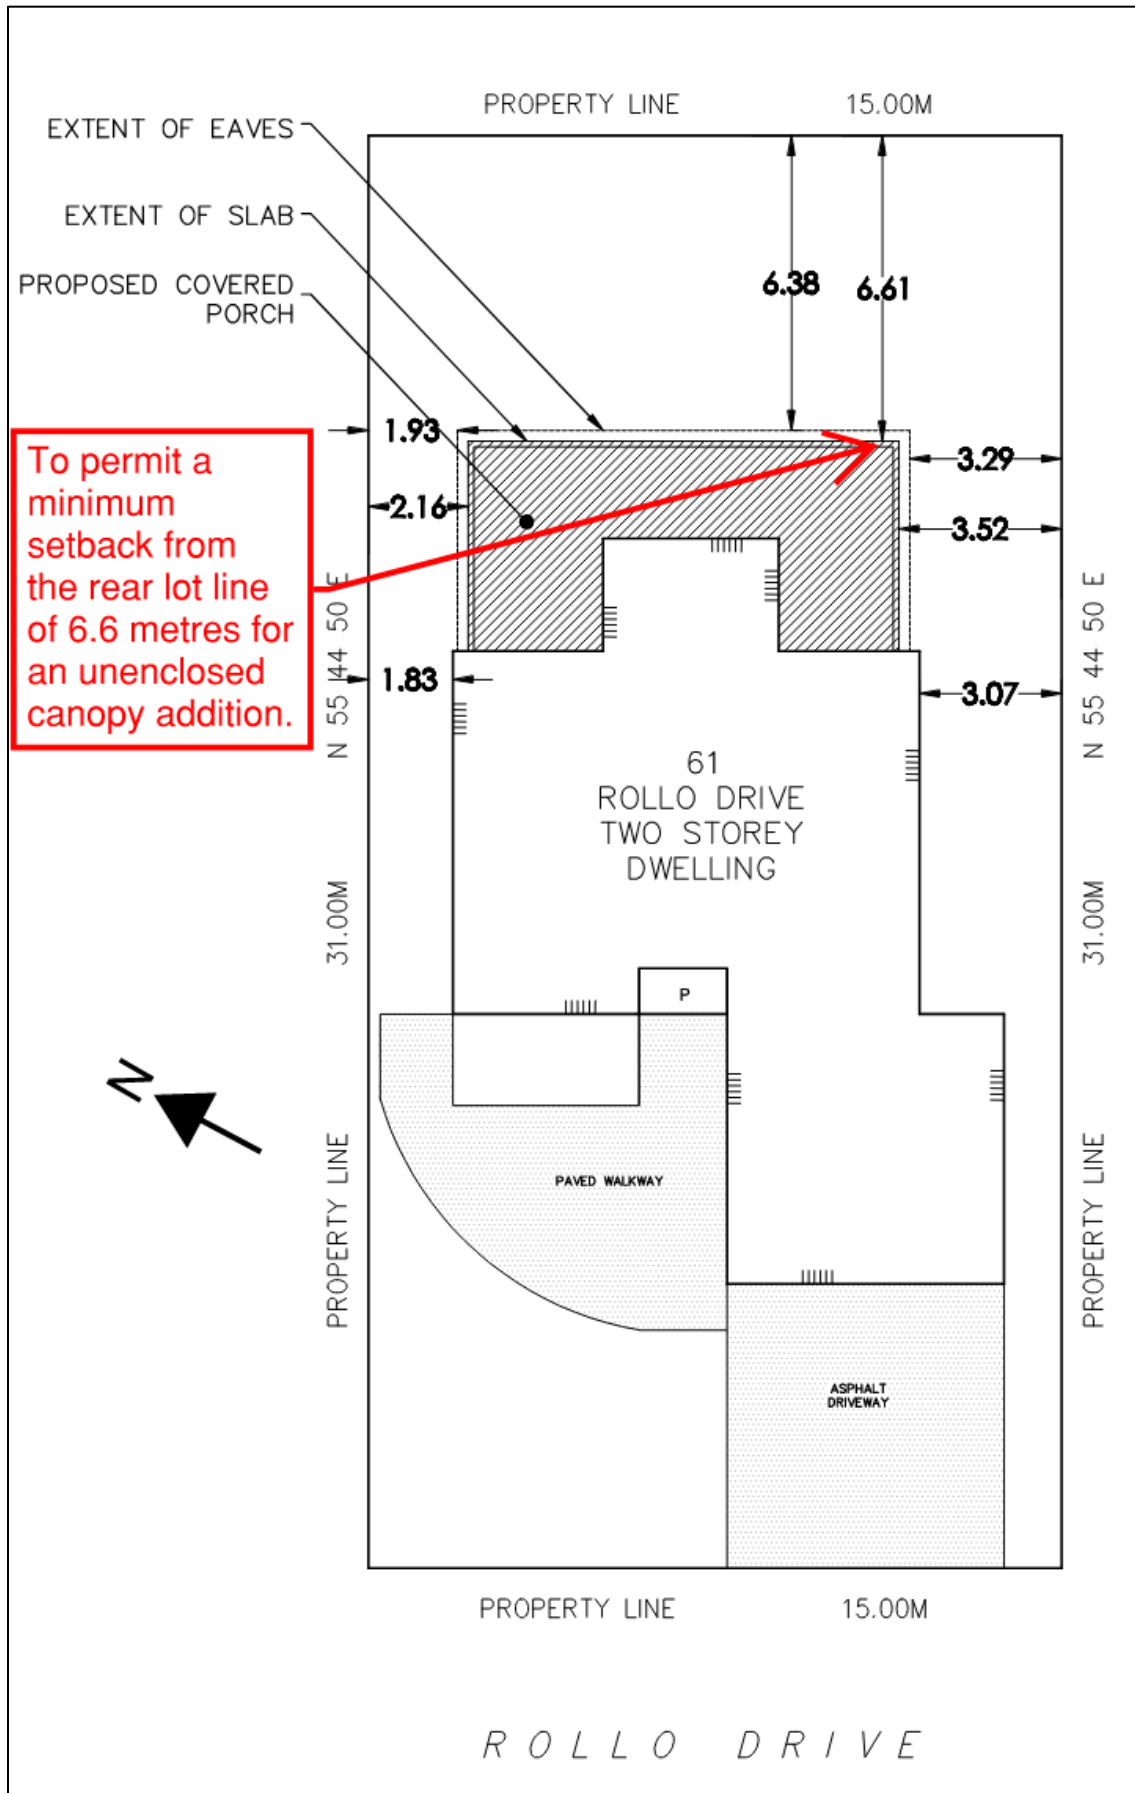 PROPERTY LINE 15.00M
EXTENT OF EAVES
EXTENT OF SLAB
PROPOSED COVERED
PORCH
6.38 6.61
1.93
3.29
2.16
3.52
To permit a
minimum
setback from
the rear lot line
of 6.6 metres for
an unenclosed
canopy addition.
1.83
3.07
N 55 44 50 E
31.00M
PROPERTY LINE
N 55 44 50 E
31.00M
PROPERTY LINE
61
ROLLO DRIVE
TWO STOREY
DWELLING
P
N
PAVED WALKWAY
ASPHALT
DRIVEWAY
PROPERTY LINE 15.00M
ROLLO DRIVE